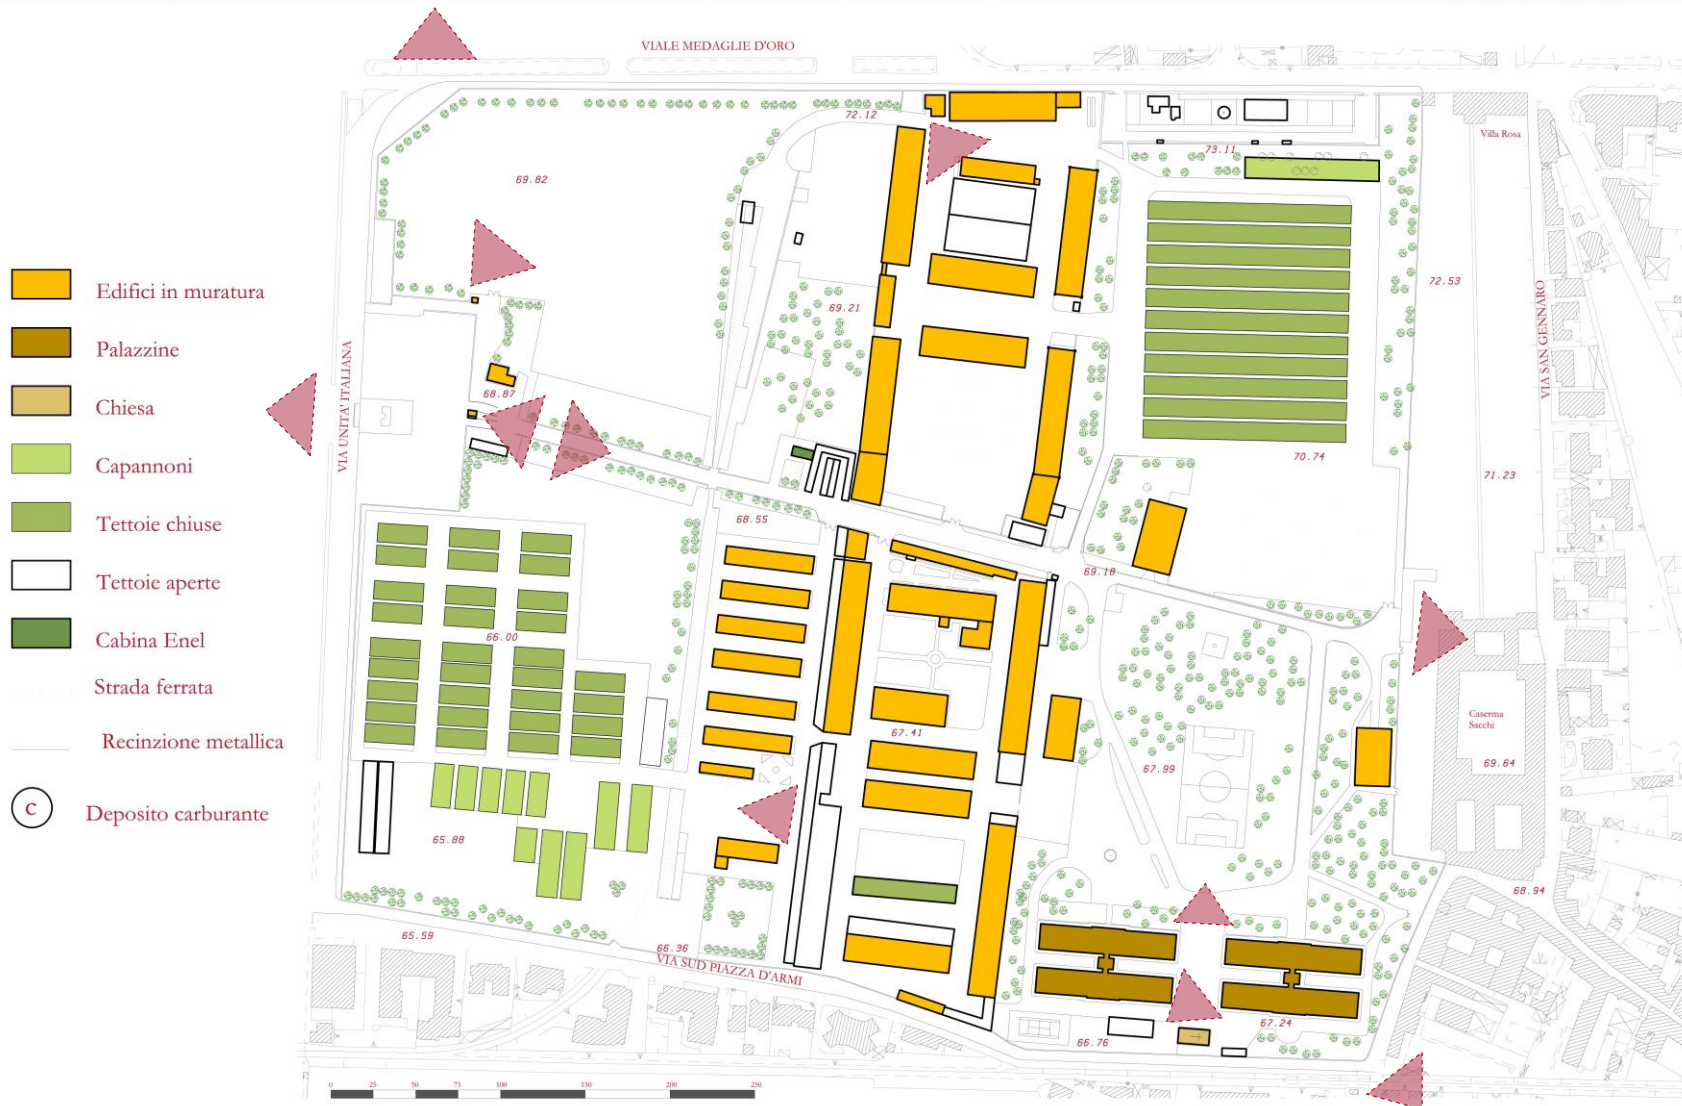 VIALE MEDAGLIE D'ORO
72.12
73.11
Villa Rosa
69.82
72.53
69.21
VIA SAN GENNARO
Edifici in muratura
Palazzine
VIA UNITA' ITALIANA
68.87
Chiesa
Capannoni
70.74
71.23
Tettoie chiuse
68.55
Tettoie aperte
69.18
66.00
Cabina Enel
Strada ferrata
Caserma
Sacchi
67.41
Recinzione metallica
67.99
69.64
C
Deposito carburante
65.88
68.94
65.59
66.36
VIA SUD PIAZZA D'ARMI
67.24
66.76
0 25 50 75 100 150 200 250